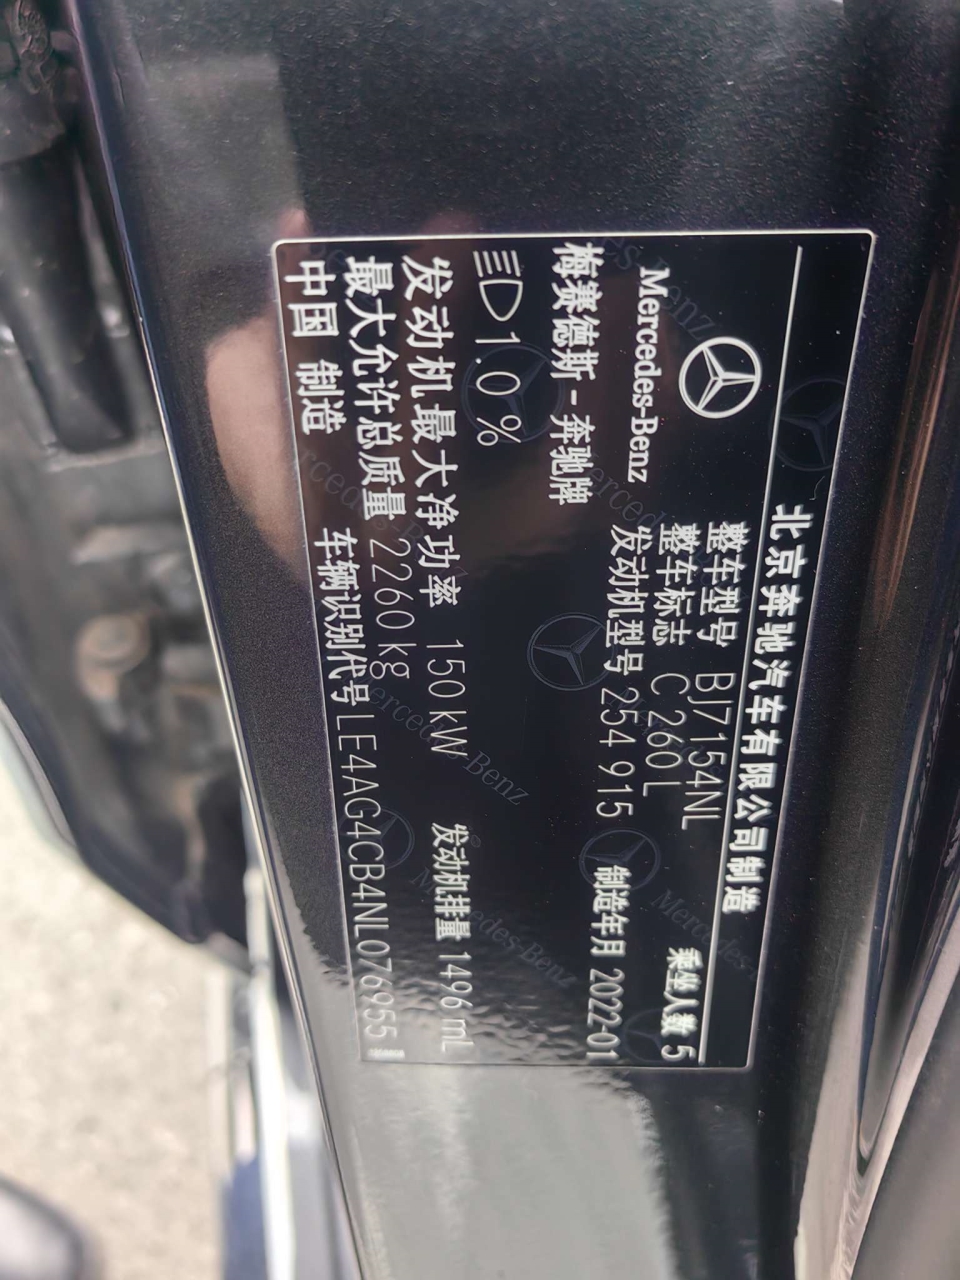 北京奔驰汽车有限公司制造
Mercedes-Benz
整车型号 BJ7154NL
整车标志 C 260 L
乘坐人数 5
发动机型号 254 915
制造年月 2022-01
梅赛德斯-奔驰牌
1.0%
发动机最大净功率 150 kW
发动机排量 1496 mL
最大允许总质量 2260 kg
中国 制造
车辆识别代号 LE4AG4CB4NL076955